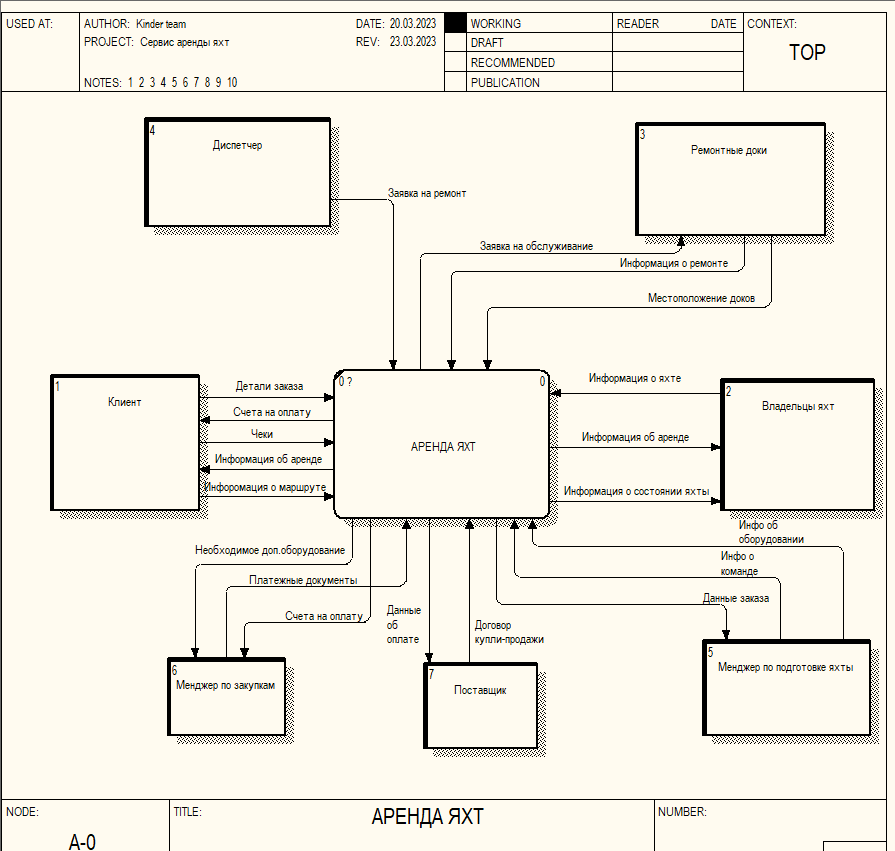 USED AT:
AUTHOR: Kinder team
DATE: 20.03.2023
PROJECT: Сервис аренды яхт
REV: 23.03.2023
NOTES: 1 2 3 4 5 6 7 8 9 10
WORKING
DRAFT
RECOMMENDED
PUBLICATION
READER DATE
CONTEXT:
TOP
4
Диспетчер
3
Ремонтные доки
Заявка на ремонт
Заявка на обслуживание
Информация о ремонте
Местоположение доков
1
Клиент
Детали заказа
Счета на оплату
Чеки
Информация об аренде
Инфоромация о маршруте
0 ?
0
АРЕНДА ЯХТ
Информация о яхте
Информация об аренде
Информация о состоянии яхты
2
Владельцы яхт
Необходимое доп.оборудование
Платежные документы
Счета на оплату
Данные
об
оплате
Договор
купли-продажи
Инфо об
оборудовании
Инфо о
команде
Данные заказа
6
Менджер по закупкам
7
Поставщик
5
Менджер по подготовке яхты
NODE:
A-0
TITLE:
АРЕНДА ЯХТ
NUMBER: